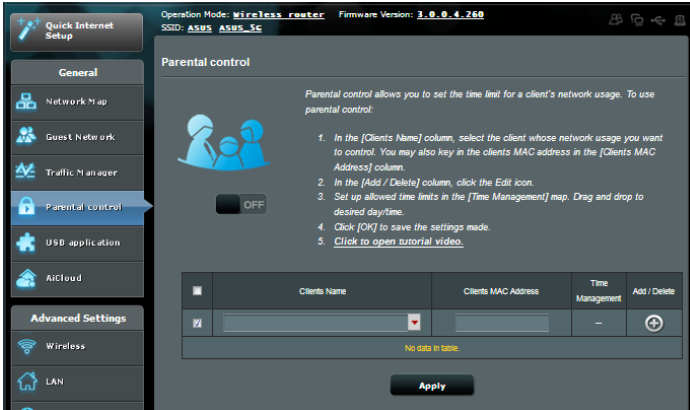 Quick Internet
Setup
Operation Mode: Wireless router Firmware Version: 3.0.0.4.260
SSID: ASUS ASUS_5G
General
Network Map
Guest Network
Traffic Manager
Parental control
USB application
AiCloud
Advanced Settings
Wireless
LAN
Parental control
Parental control allows you to set the time limit for a client's network usage. To use
parental control:
1. In the [Clients Name] column, select the client whose network usage you want
to control. You may also key in the clients MAC address in the [Clients MAC
Address] column.
2. In the [Add / Delete] column, click the Edit icon.
3. Set up allowed time limits in the [Time Management] map. Drag and drop to
desired day/time.
4. Click [OK] to save the settings made.
5. Click to open tutorial video.
OFF
Clients Name Clients MAC Address Time Management Add / Delete
–
No data in table.
Apply